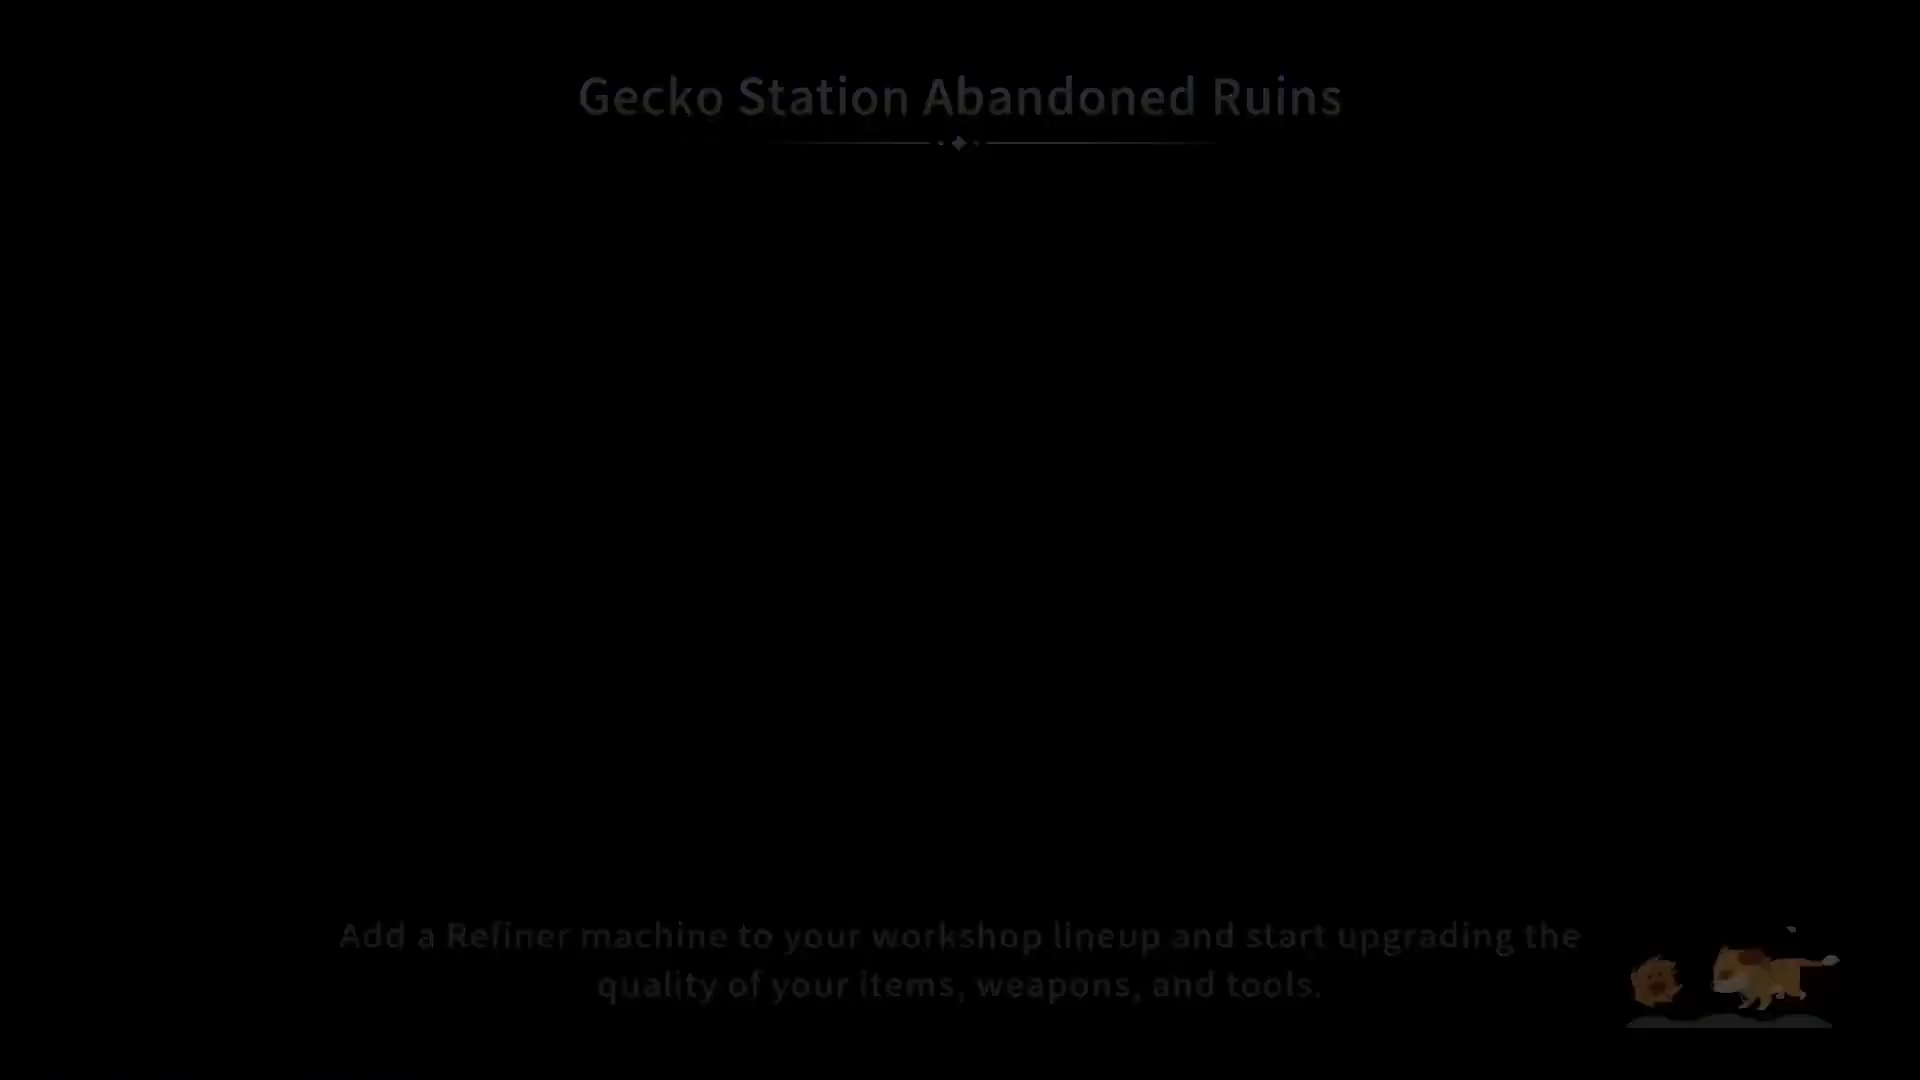 Gecko Station Abandoned Ruins
Add a Refiner machine to your workshop lineup and start upgrading the
quality of your items, weapons, and tools.